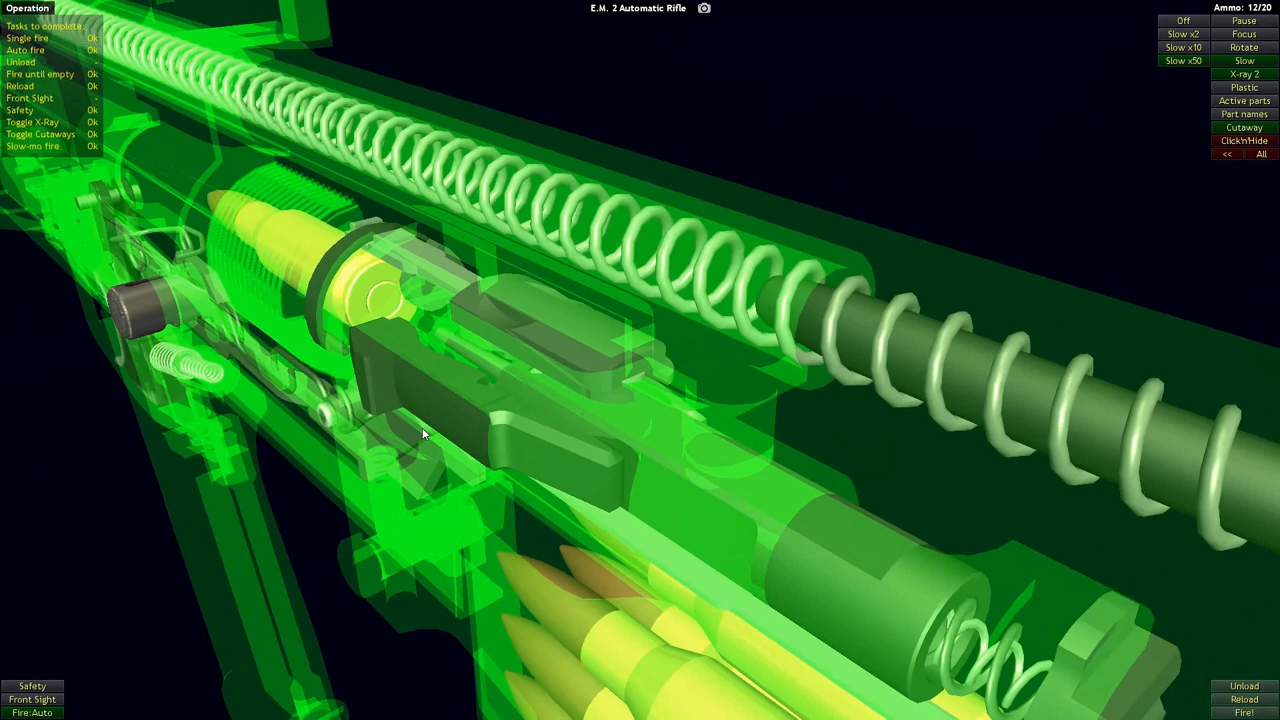 Operation
E.M. 2 Automatic Rifle
Ammo: 12/20
Tasks to complete:
Single fire Ok
Auto fire Ok
Unload -
Fire until empty Ok
Reload Ok
Front Sight -
Safety Ok
Toggle X-Ray Ok
Toggle Cutaways Ok
Slow-mo fire Ok
Off Pause
Slow x2 Focus
Slow x10 Rotate
Slow x50 Slow
X-ray 2
Plastic
Active parts
Part names
Cutaway
Click'n'Hide
<< All
Safety
Front Sight
Fire:Auto
Unload
Reload
Fire!